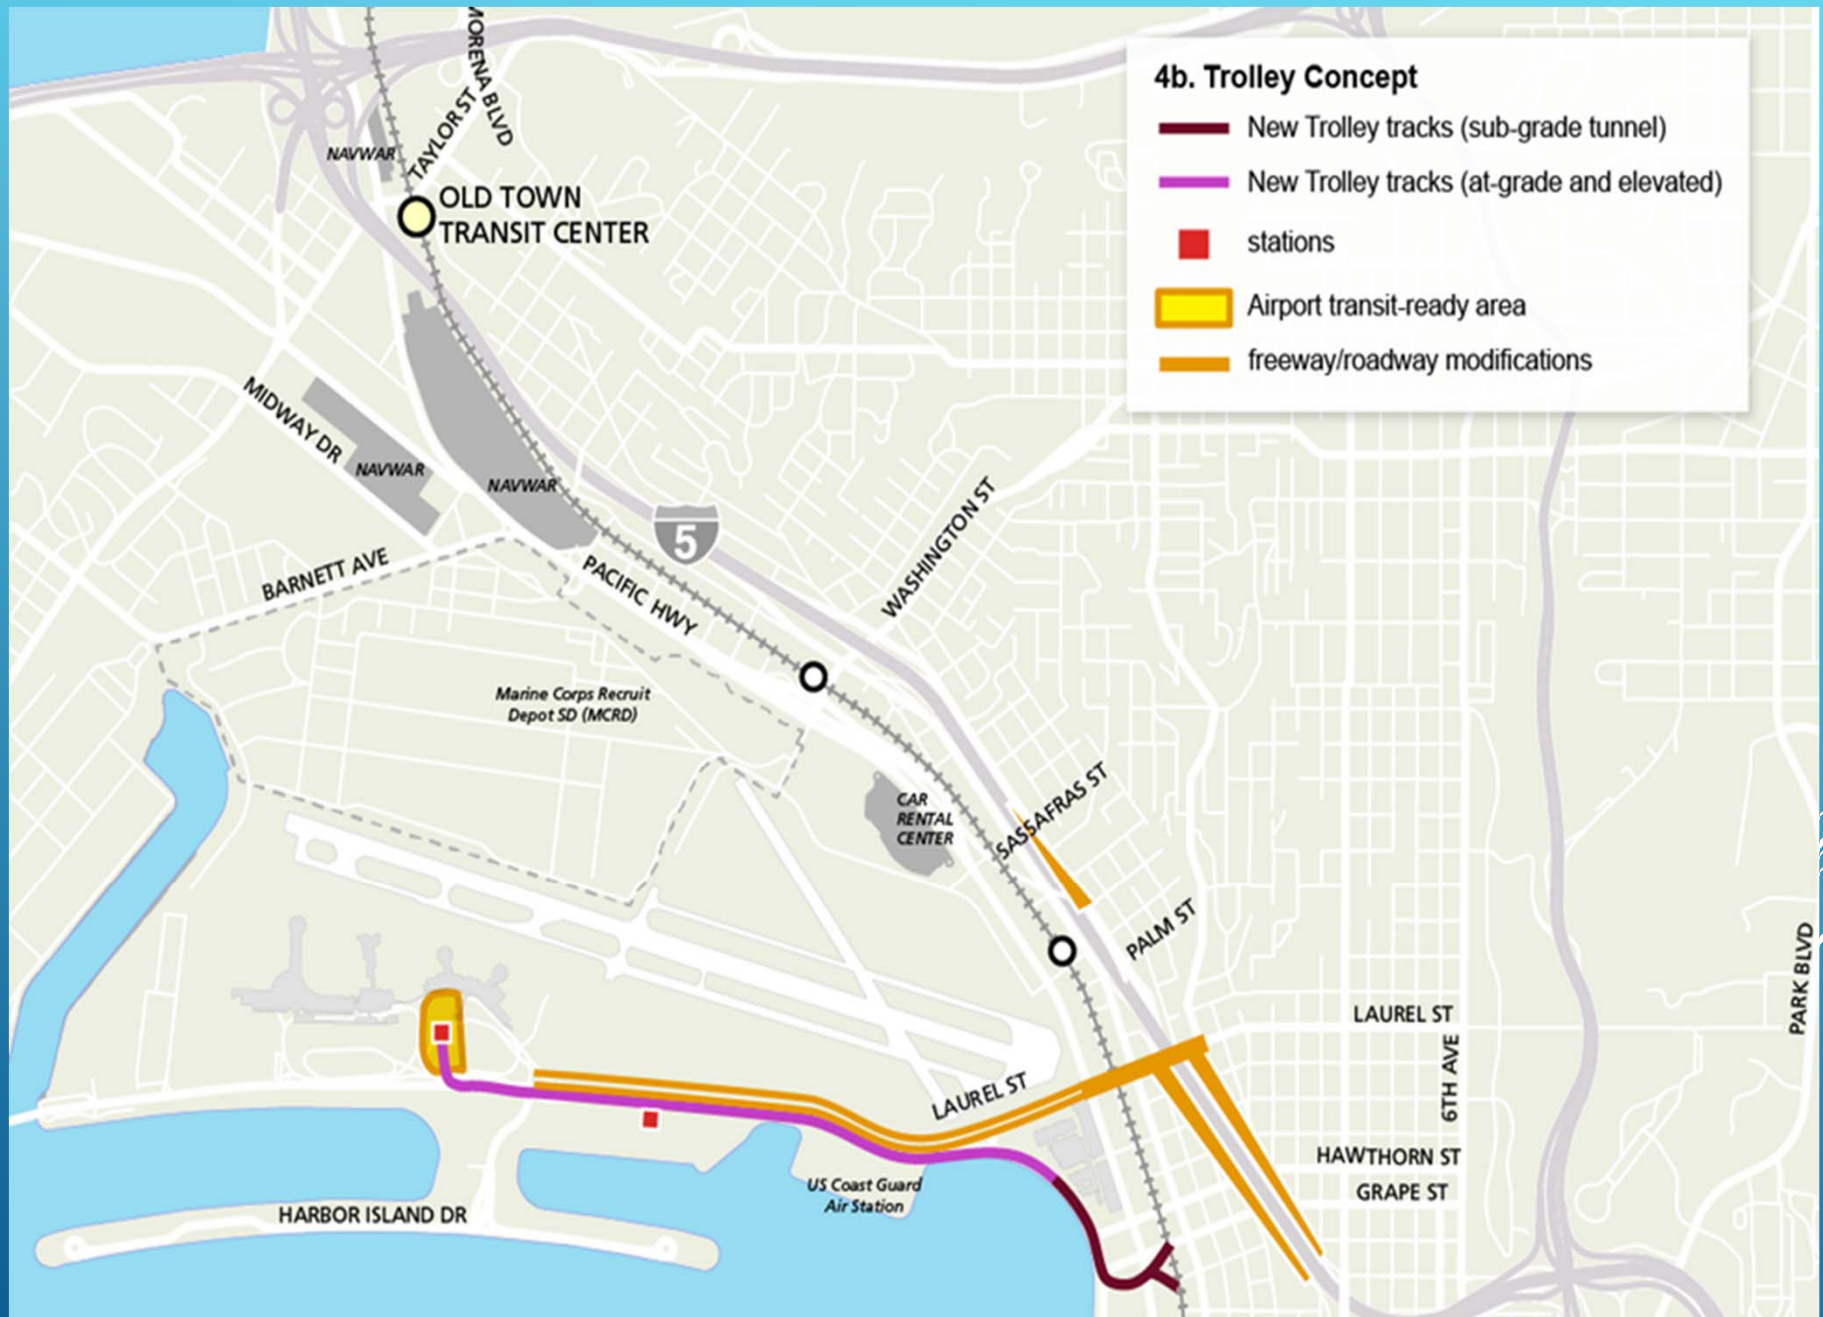 MORENA BLVD
TAYLOR ST
NAVWAR
OLD TOWN
TRANSIT CENTER
4b. Trolley Concept
New Trolley tracks (sub-grade tunnel)
New Trolley tracks (at-grade and elevated)
stations
Airport transit-ready area
freeway/roadway modifications
MIDWAY DR
NAVWAR
NAVWAR
5
WASHINGTON ST
BARNETT AVE
PACIFIC HWY
Marine Corps Recruit
Depot SD (MCRD)
CAR
RENTAL
CENTER
SASSAFRAS ST
PALM ST
PARK BLVD
LAUREL ST
6TH AVE
LAUREL ST
HAWTHORN ST
GRAPE ST
US Coast Guard
Air Station
HARBOR ISLAND DR